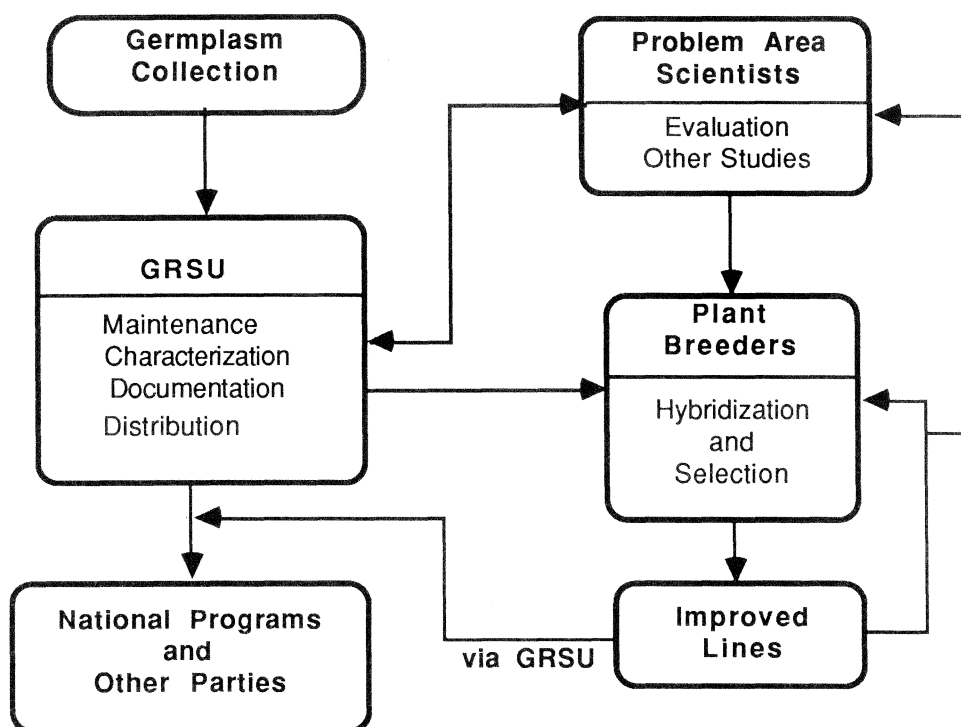 Germplasm
Collection
Problem Area
Scientists
Evaluation
Other Studies
GRSU
Maintenance
Characterization
Documentation
Distribution
Plant
Breeders
Hybridization
and
Selection
National Programs
and
Other Parties
via GRSU
Improved
Lines